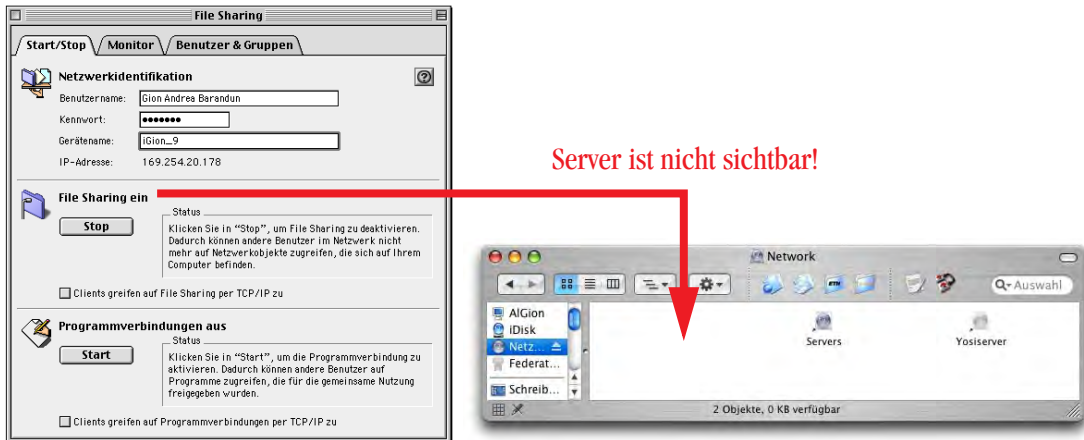 File Sharing
Start/Stop
Monitor
Benutzer & Gruppen
Netzwerkidentifikation
Benutzername:
Gion Andrea Barandun
Kennwort:
•••••••
Gerätename:
iGion_9
IP-Adresse:
169.254.20.178
File Sharing ein
Stop
Status
Klicken Sie in “Stop”, um File Sharing zu deaktivieren.
Dadurch können andere Benutzer im Netzwerk nicht
mehr auf Netzwerkobjekte zugreifen, die sich auf Ihrem
Computer befinden.
Clients greifen auf File Sharing per TCP/IP zu
Programmverbindungen aus
Start
Status
Klicken Sie in “Start”, um die Programmverbindung zu
aktivieren. Dadurch können andere Benutzer auf
Programme zugreifen, die für die gemeinsame Nutzung
freigegeben wurden.
Clients greifen auf Programmverbindungen per TCP/IP zu
Server ist nicht sichtbar!
Network
Auswahl
AlGion
iDisk
Netz...
Federat...
Schreib...
Servers
Yosiserver
2 Objekte, 0 KB verfügbar